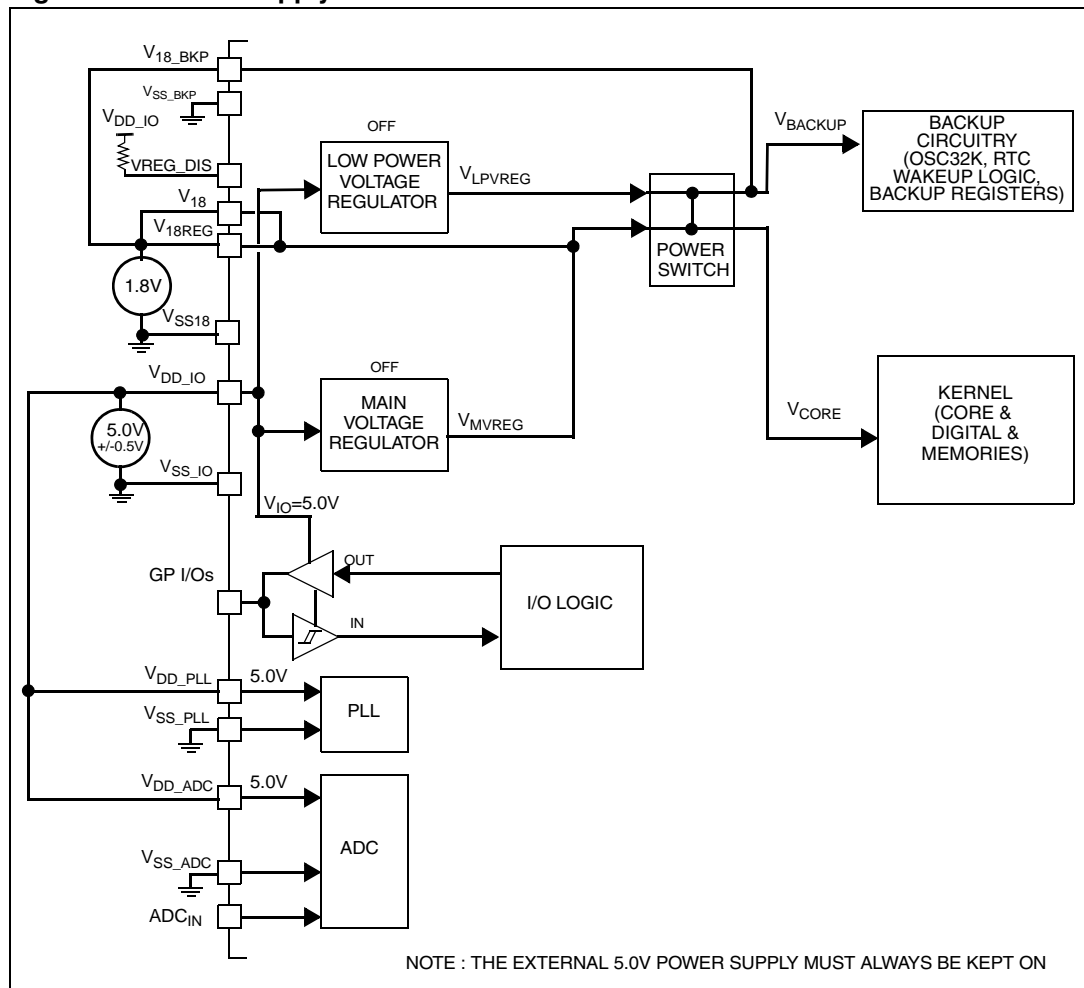 V18_BKP
VSS_BKP
VDD_IO
VREG_DIS
V18
V18REG
1.8V
VSS18
VDD_IO
5.0V
+/-0.5V
VSS_IO
OFF
LOW POWER
VOLTAGE
REGULATOR
VLPVREG
POWER
SWITCH
VBACKUP
BACKUP
CIRCUITRY
(OSC32K, RTC
WAKEUP LOGIC,
BACKUP REGISTERS)
OFF
MAIN
VOLTAGE
REGULATOR
VMVREG
VCORE
KERNEL
(CORE &
DIGITAL &
MEMORIES)
VIO=5.0V
GP I/Os
OUT
IN
I/O LOGIC
VDD_PLL
5.0V
VSS_PLL
PLL
VDD_ADC
5.0V
VSS_ADC
ADCIN
ADC
NOTE : THE EXTERNAL 5.0V POWER SUPPLY MUST ALWAYS BE KEPT ON